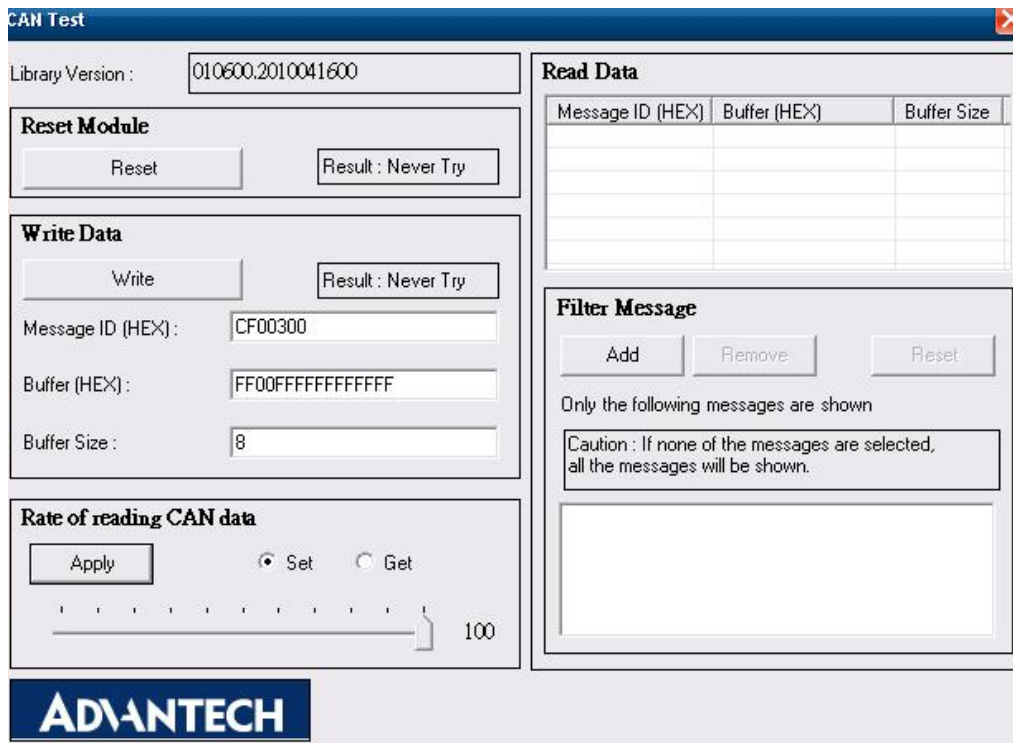 CAN Test
Library Version :
010600.2010041600
Reset Module
Reset
Result : Never Try
Write Data
Write
Result : Never Try
Message ID (HEX) :
CF00300
Buffer (HEX) :
FF00FFFFFFFFFFFF
Buffer Size :
8
Rate of reading CAN data
Apply
Set
Get
100
ADVANTECH
Read Data
Message ID (HEX)
Buffer (HEX)
Buffer Size
Filter Message
Add
Remove
Reset
Only the following messages are shown
Caution : If none of the messages are selected,
all the messages will be shown.